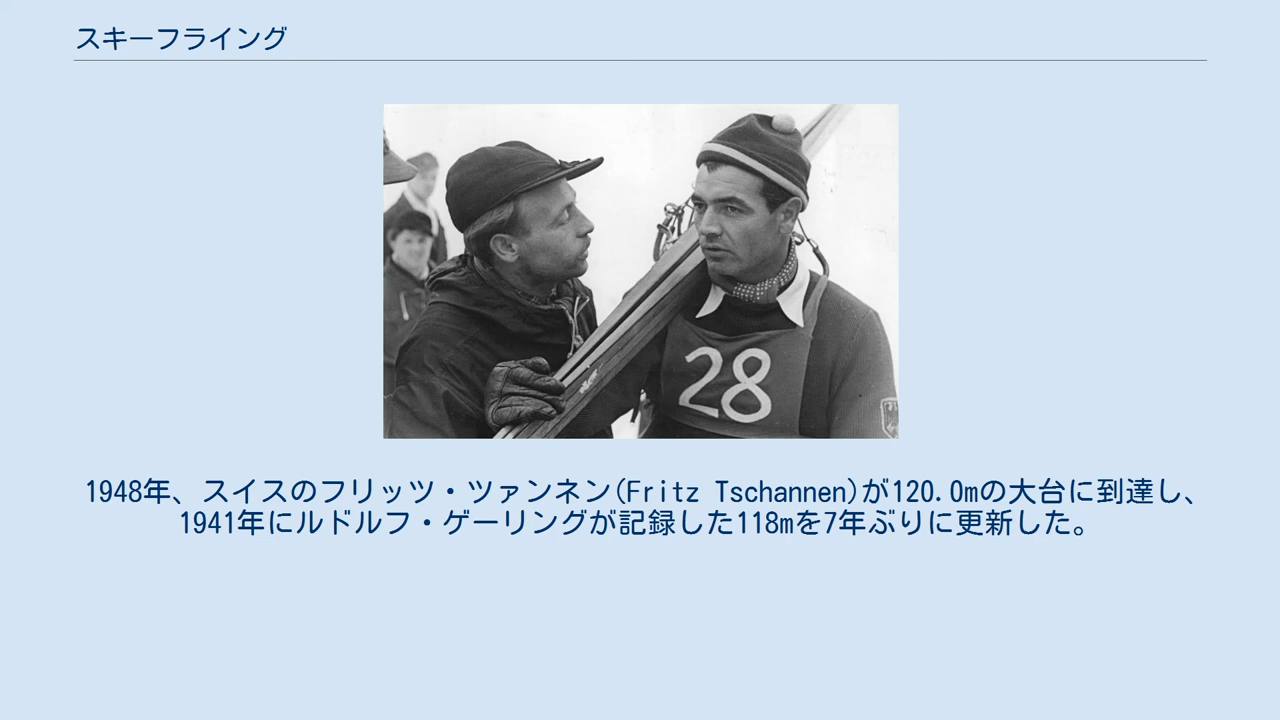 スキーフライング
28
1948年、スイスのフリッツ・ツァンネン(Fritz Tschannen)が120.0mの大台に到達し、
1941年にルドルフ・ゲーリングが記録した118mを7年ぶりに更新した。